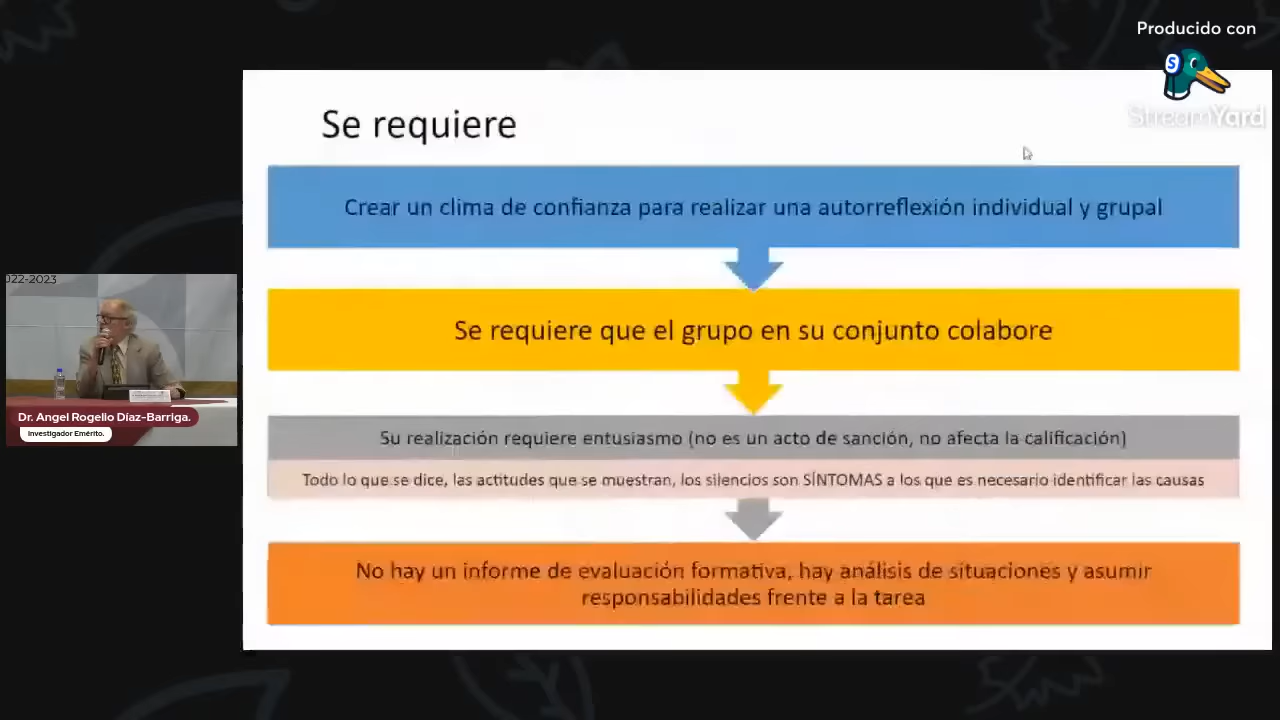 Producido con
StreamYard
Se requiere
Crear un clima de confianza para realizar una autorreflexión individual y grupal
Se requiere que el grupo en su conjunto colabore
Su realización requiere entusiasmo (no es un acto de sanción, no afecta la calificación)
Todo lo que se dice, las actitudes que se muestran, los silencios son SÍNTOMAS a los que es necesario identificar las causas
No hay un informe de evaluación formativa, hay análisis de situaciones y asumir
responsabilidades frente a la tarea
022-2023
Dr. Angel Rogelio Díaz-Barriga.
Investigador Emérito.